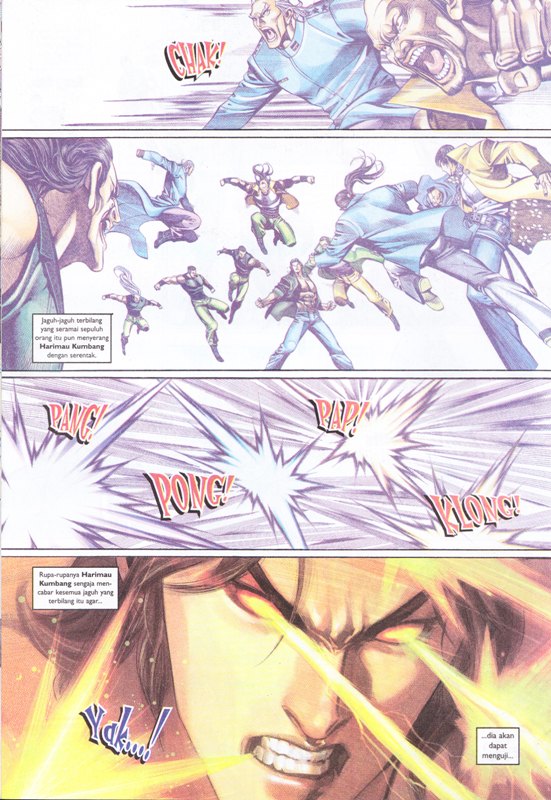 CHAK!
Jaguh-jaguh terbilang
yang seramai sepuluh
orang itu pun menyerang
Harimau Kumbang
dengan serentak.
PANG!
PAP!
PONG!
KLONG!
Rupa-rupanya Harimau
Kumbang sengaja men-
cabar kesemua jaguh yang
terbilang itu agar...
Yak....!
...dia akan
dapat
menguji...